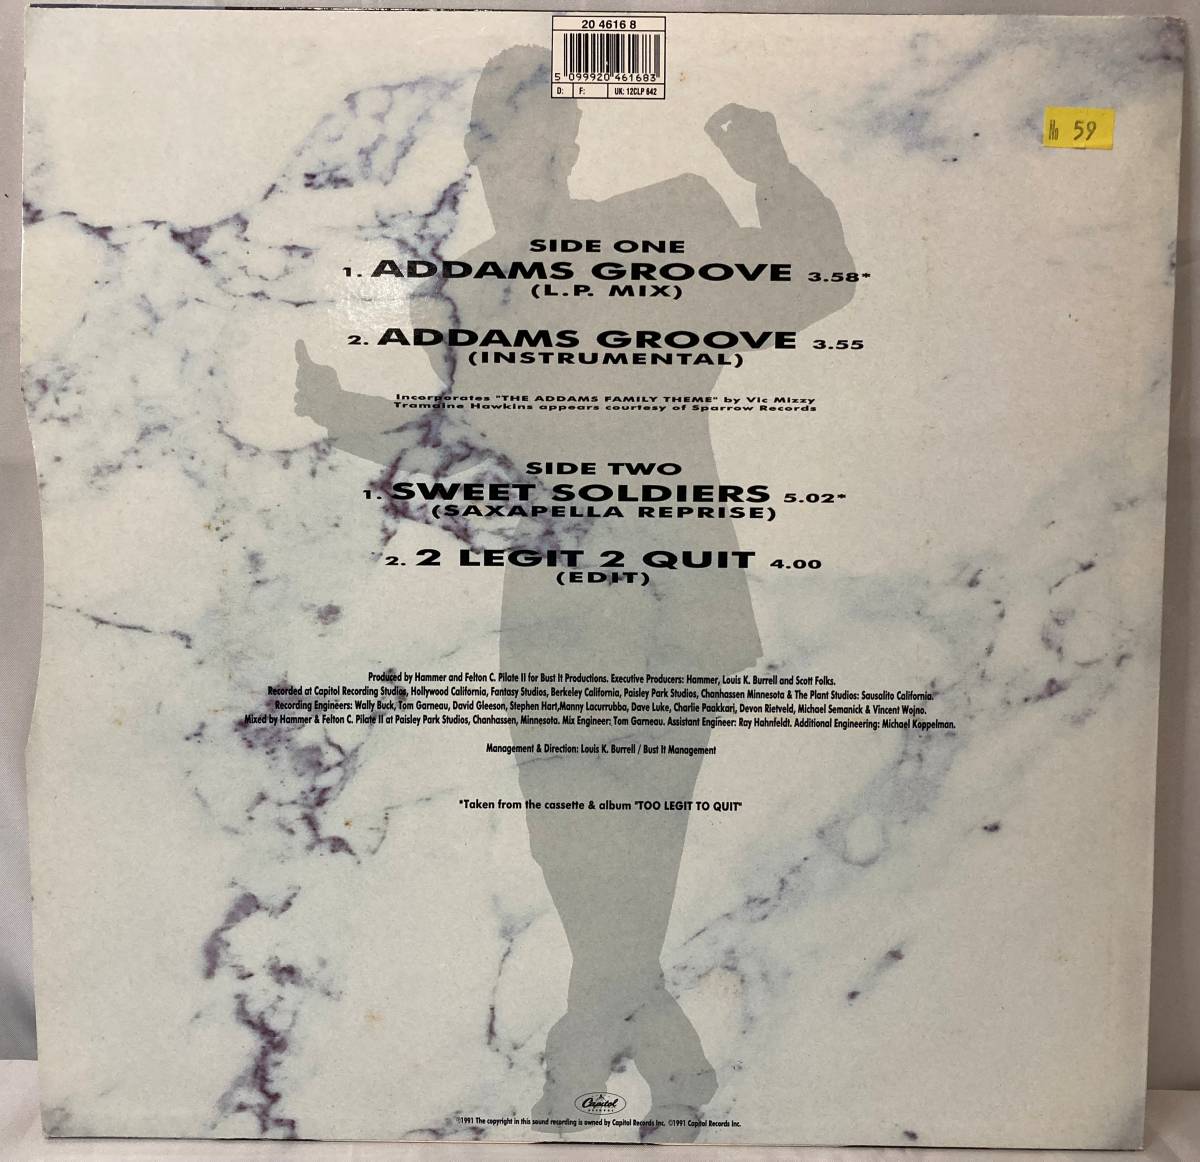 20 4616 8
5 099920 461683
D: F: UK: 12CLP 642
No 59
SIDE ONE
1. ADDAMS GROOVE 3.58*
(L.P. MIX)
2. ADDAMS GROOVE 3.55
(INSTRUMENTAL)
Incorporates "THE ADDAMS FAMILY THEME" by Vic Mizzy
Tramaine Hawkins appears courtesy of Sparrow Records
SIDE TWO
1. SWEET SOLDIERS 5.02*
(SAXAPELLA REPRISE)
2. 2 LEGIT 2 QUIT 4.00
(EDIT)
Produced by Hammer and Felton C. Pilate II for Bust It Productions. Executive Producers: Hammer, Louis K. Burrell and Scott Folks.
Recorded at Capitol Recording Studios, Hollywood California, Fantasy Studios, Berkeley California, Paisley Park Studios, Chanhassen Minnesota & The Plant Studios: Sausalito California.
Recording Engineers: Wally Buck, Tom Garneau, David Gleeson, Stephen Hart,Manny Lacurrubba, Dave Luke, Charlie Paakkari, Devon Rietveld, Michael Semanick & Vincent Wojno.
Mixed by Hammer & Felton C. Pilate II at Paisley Park Studios, Chanhassen, Minnesota. Mix Engineer: Tom Garneau. Assistant Engineer: Ray Hahnfeldt. Additional Engineering: Michael Koppelman.
Management & Direction: Louis K. Burrell / Bust It Management
*Taken from the cassette & album "TOO LEGIT TO QUIT"
Capitol
RECORDS
℗1991 The copyright in this sound recording is owned by Capitol Records Inc. ©1991 Capitol Records Inc.